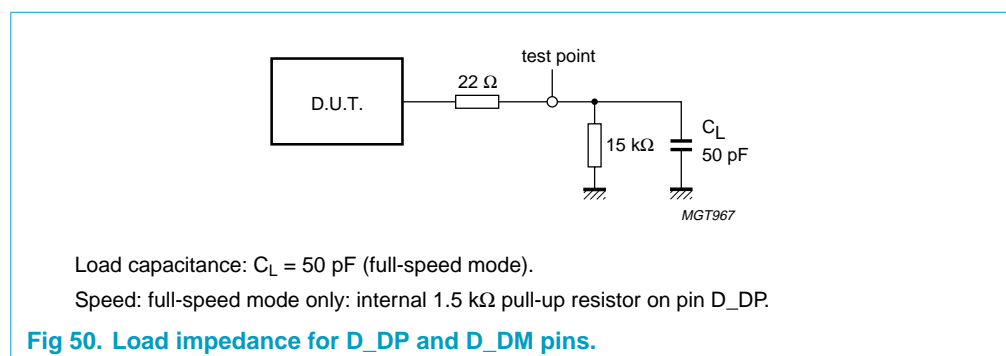 test point
22 Ω
D.U.T.
15 kΩ
CL
50 pF
MGT967
Load capacitance: CL = 50 pF (full-speed mode).
Speed: full-speed mode only: internal 1.5 kΩ pull-up resistor on pin D_DP.
Fig 50. Load impedance for D_DP and D_DM pins.